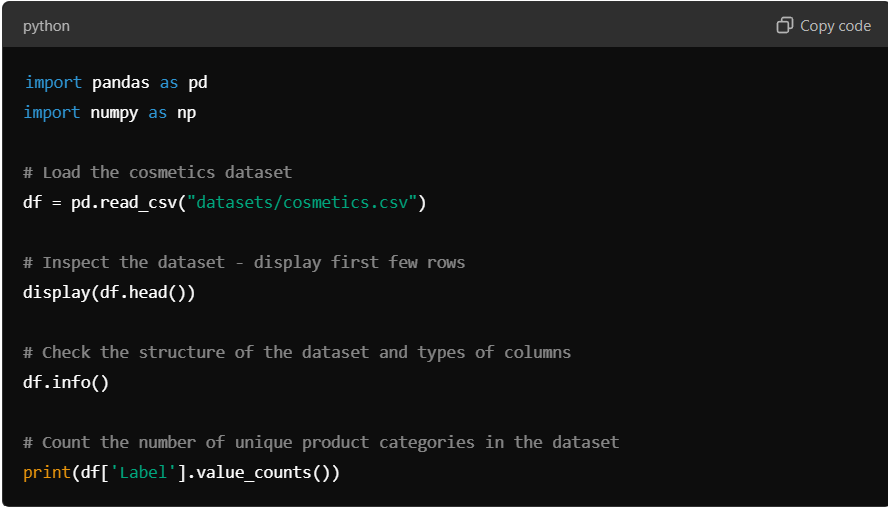 python
Copy code
import pandas as pd
import numpy as np
# Load the cosmetics dataset
df = pd.read_csv("datasets/cosmetics.csv")
# Inspect the dataset - display first few rows
display(df.head())
# Check the structure of the dataset and types of columns
df.info()
# Count the number of unique product categories in the dataset
print(df['Label'].value_counts())